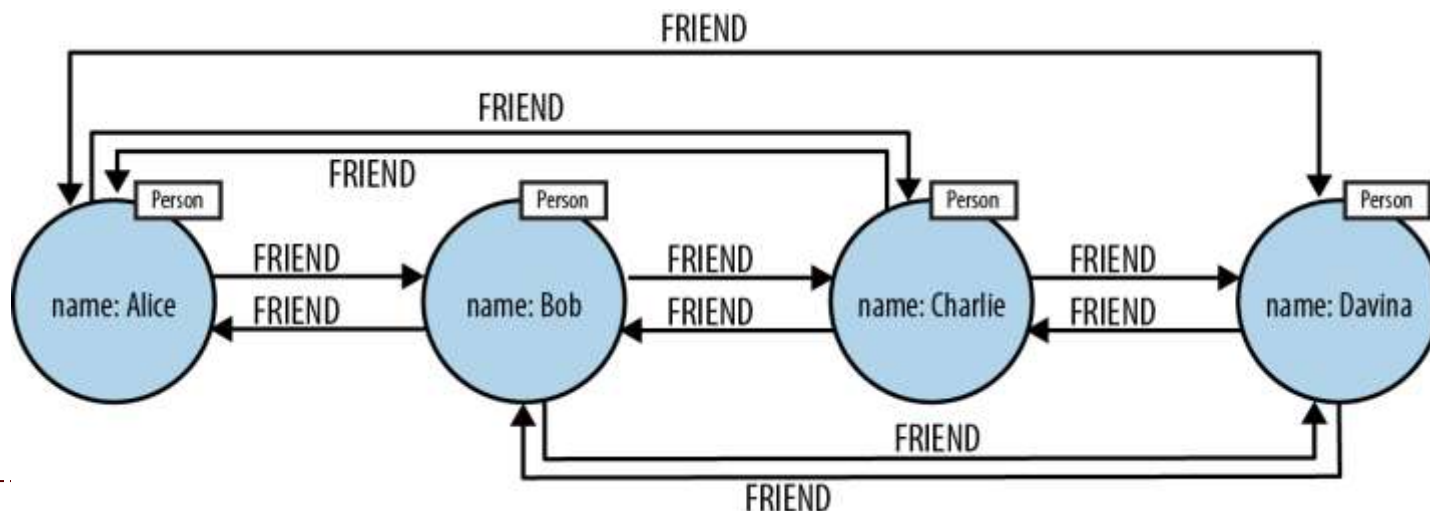 FRIEND
FRIEND
FRIEND
Person
Person
Person
Person
FRIEND
FRIEND
FRIEND
name: Alice
name: Bob
name: Charlie
name: Davina
FRIEND
FRIEND
FRIEND
FRIEND
FRIEND